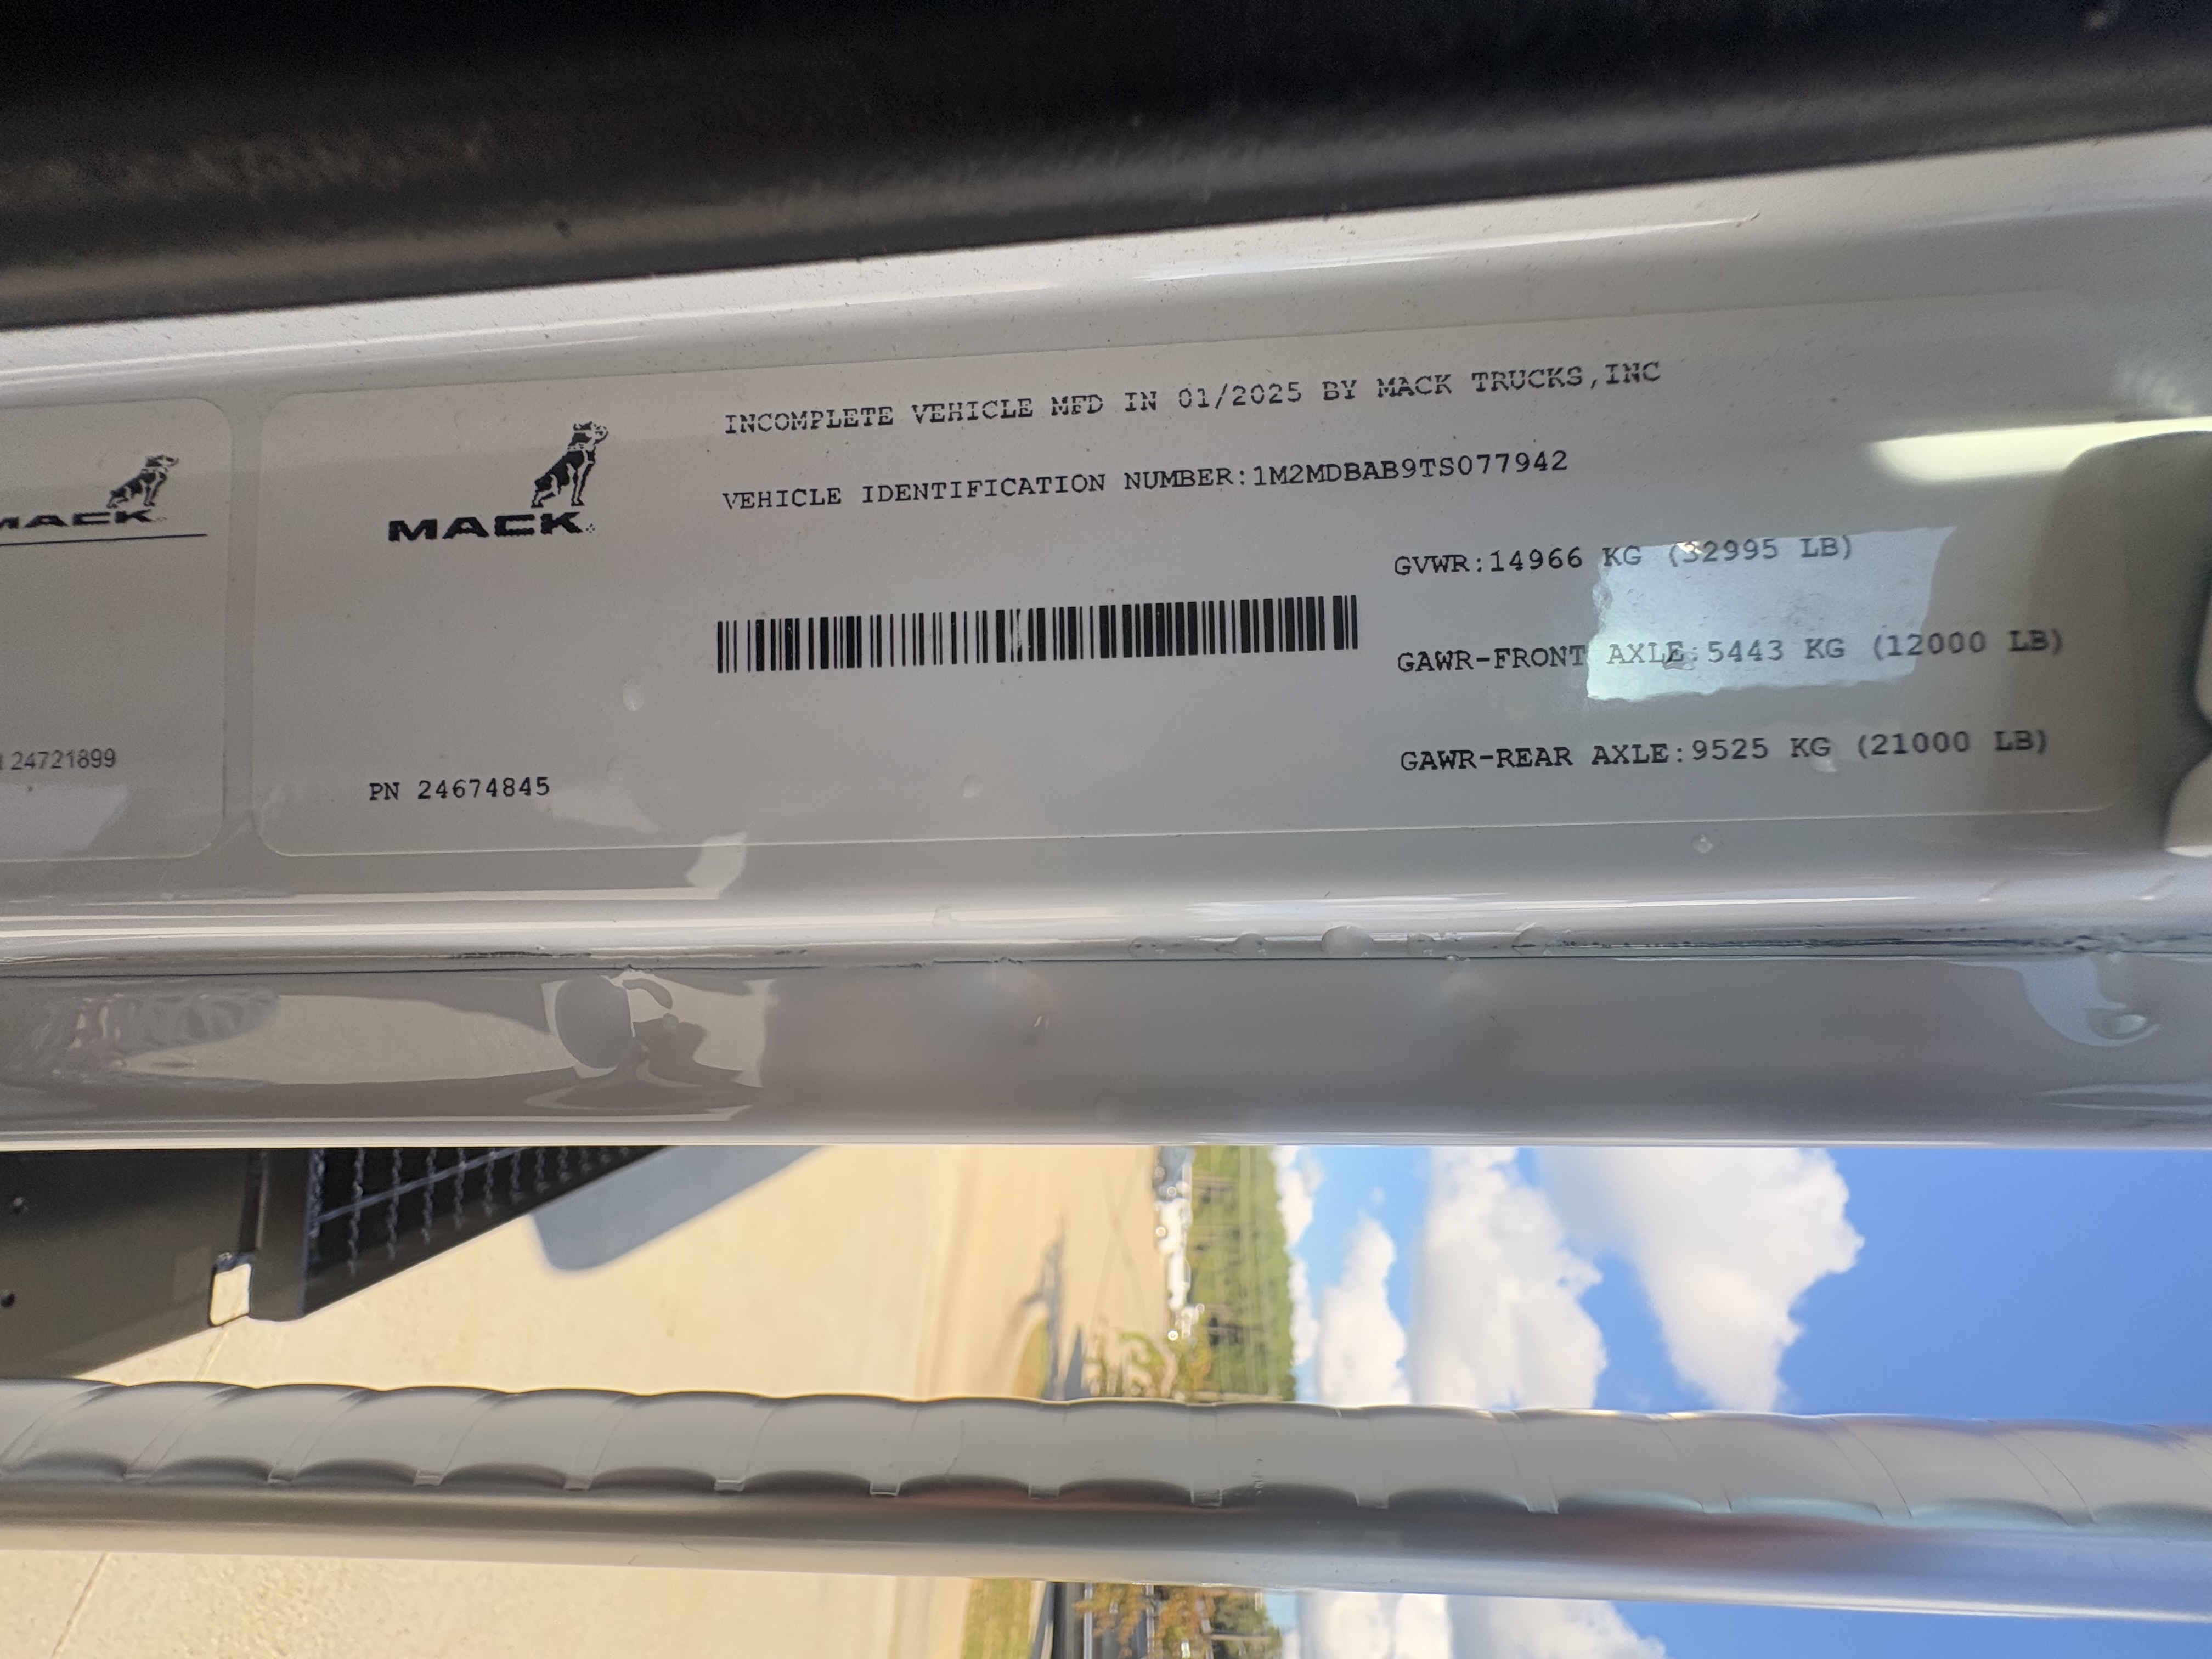 MACK
24721899
MACK
INCOMPLETE VEHICLE MFD IN 01/2025 BY MACK TRUCKS,INC
VEHICLE IDENTIFICATION NUMBER:1M2MDBAB9TS077942
GVWR:14966 KG (32995 LB)
GAWR-FRONT AXLE:5443 KG (12000 LB)
GAWR-REAR AXLE:9525 KG (21000 LB)
PN 24674845